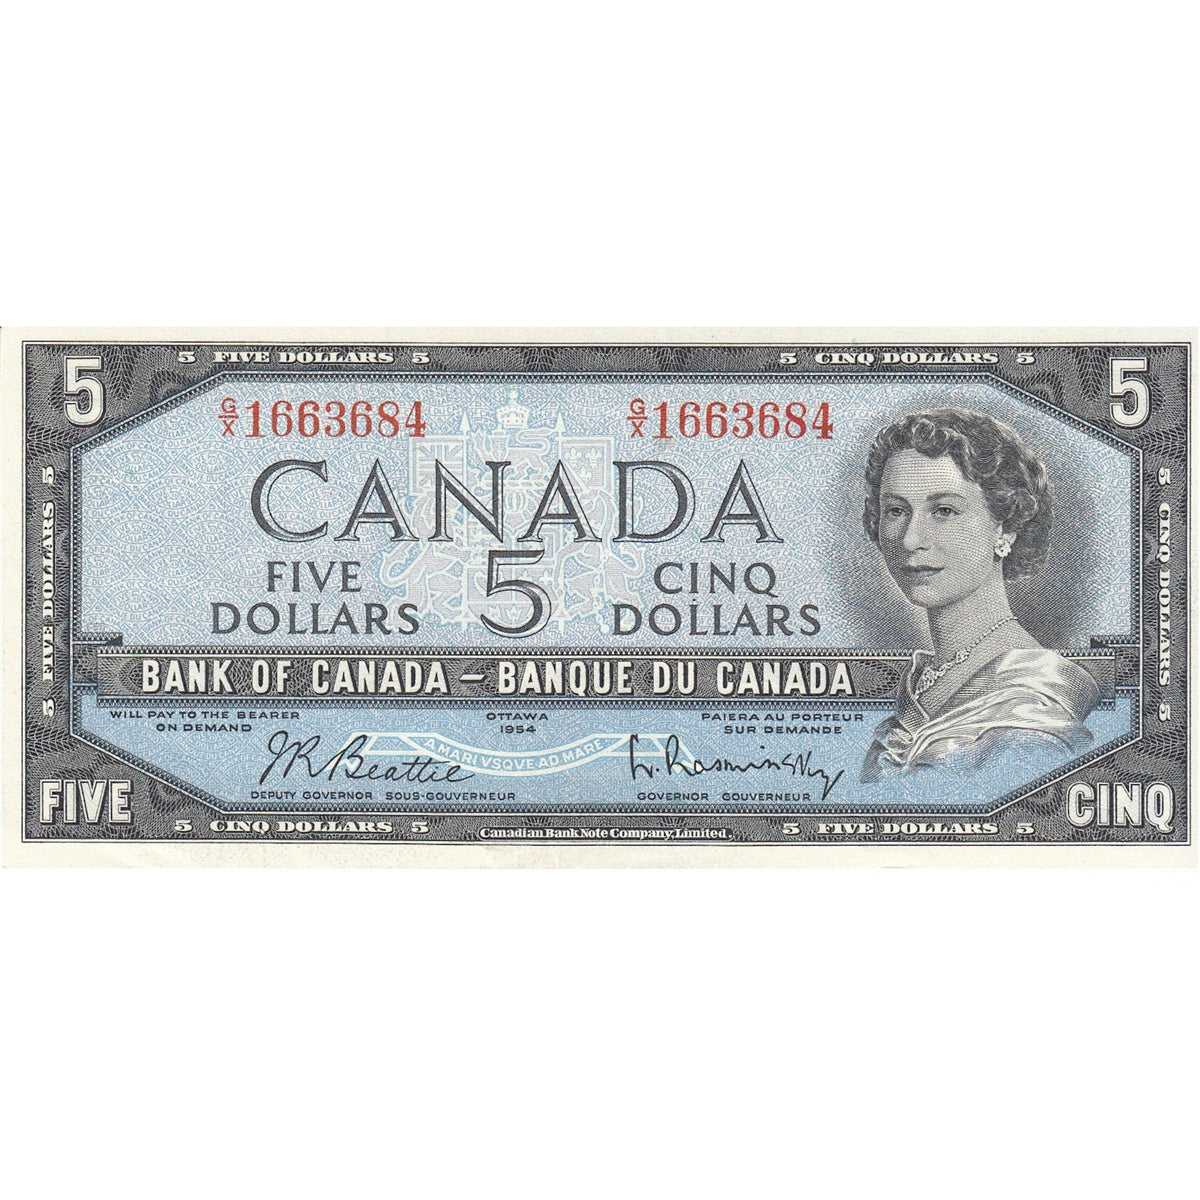 5 5 FIVE DOLLARS 5 5 CINQ DOLLARS 5 5
G/X 1663684 G/X 1663684
CANADA
FIVE DOLLARS
5
CINQ DOLLARS
5 FIVE DOLLARS 5
5 CINQ DOLLARS 5
BANK OF CANADA – BANQUE DU CANADA
WILL PAY TO THE BEARER
ON DEMAND
OTTAWA
1954
PAIERA AU PORTEUR
SUR DEMANDE
A MARI VSQVE AD MARE
J R Beattie
L. Rasminsky
DEPUTY GOVERNOR SOUS-GOUVERNEUR
GOVERNOR GOUVERNEUR
FIVE
CINQ
5 CINQ DOLLARS 5
Canadian Bank Note Company, Limited.
5 FIVE DOLLARS 5